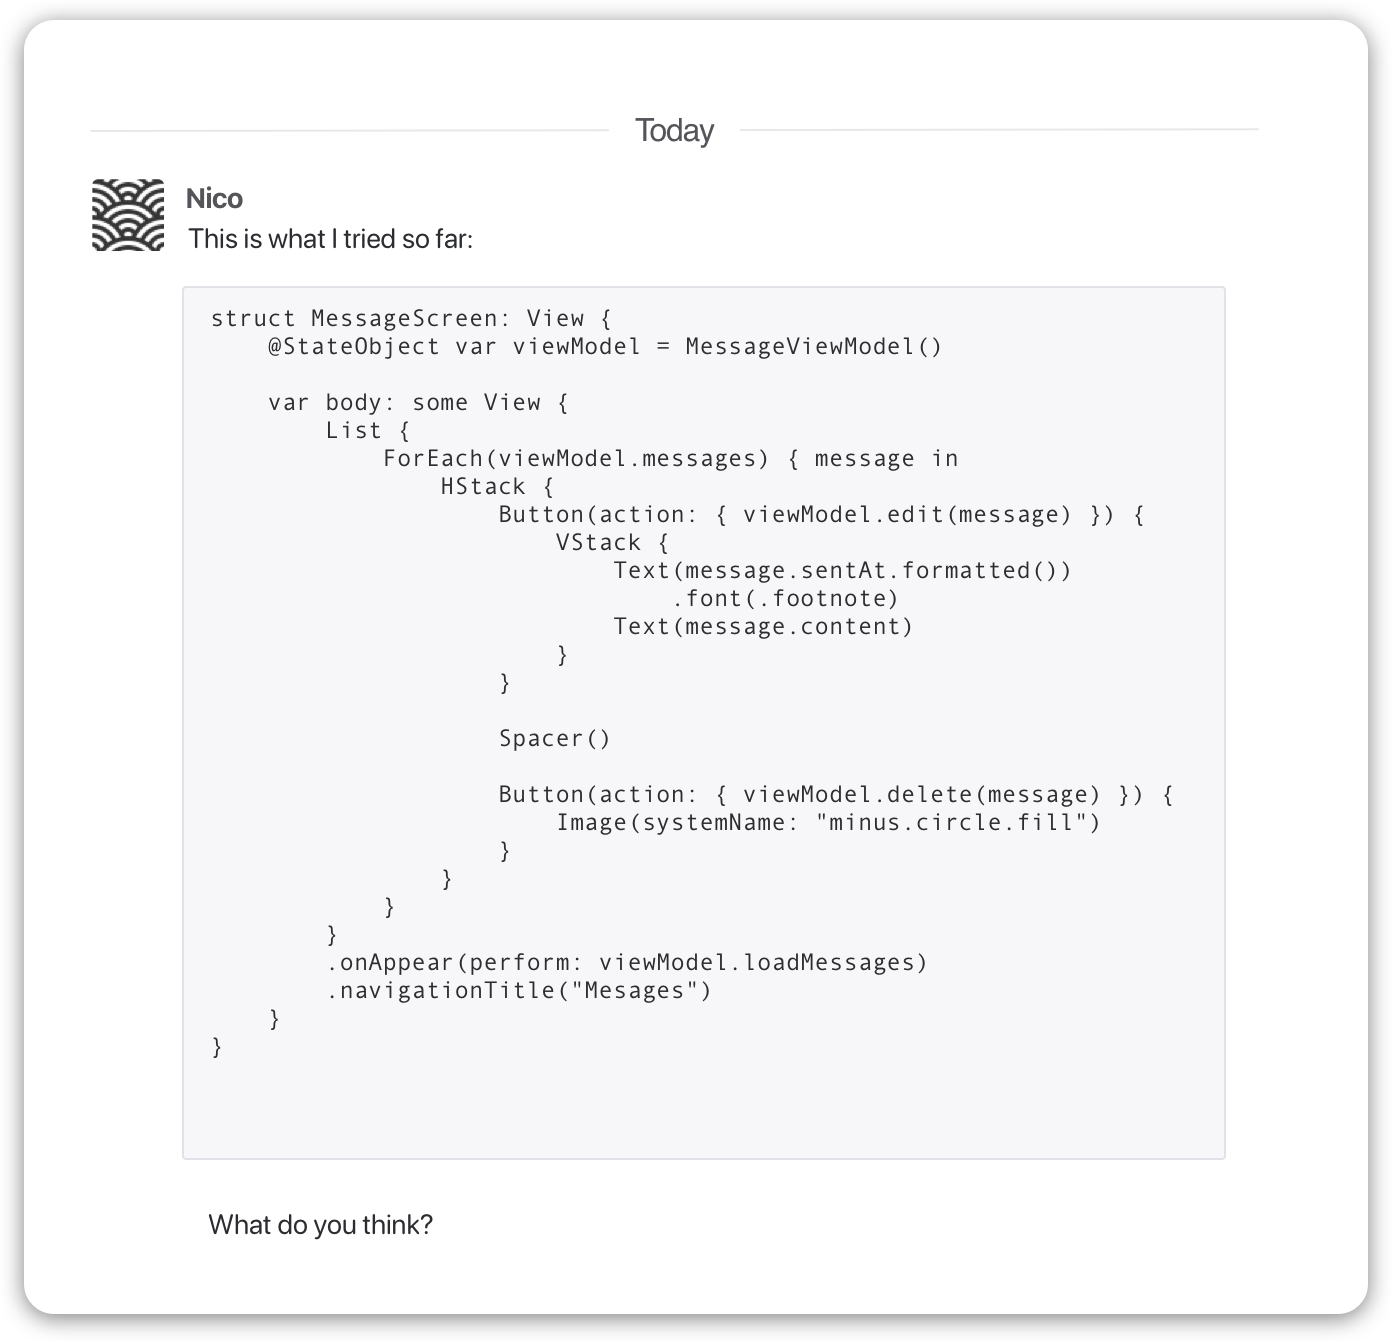 Today
Nico
This is what I tried so far:
struct MessageScreen: View {
    @StateObject var viewModel = MessageViewModel()

    var body: some View {
        List {
            ForEach(viewModel.messages) { message in
                HStack {
                    Button(action: { viewModel.edit(message) }) {
                        VStack {
                            Text(message.sentAt.formatted())
                                .font(.footnote)
                            Text(message.content)
                        }
                    }

                    Spacer()

                    Button(action: { viewModel.delete(message) }) {
                        Image(systemName: "minus.circle.fill")
                    }
                }
            }
        }
        .onAppear(perform: viewModel.loadMessages)
        .navigationTitle("Mesages")
    }
}
What do you think?